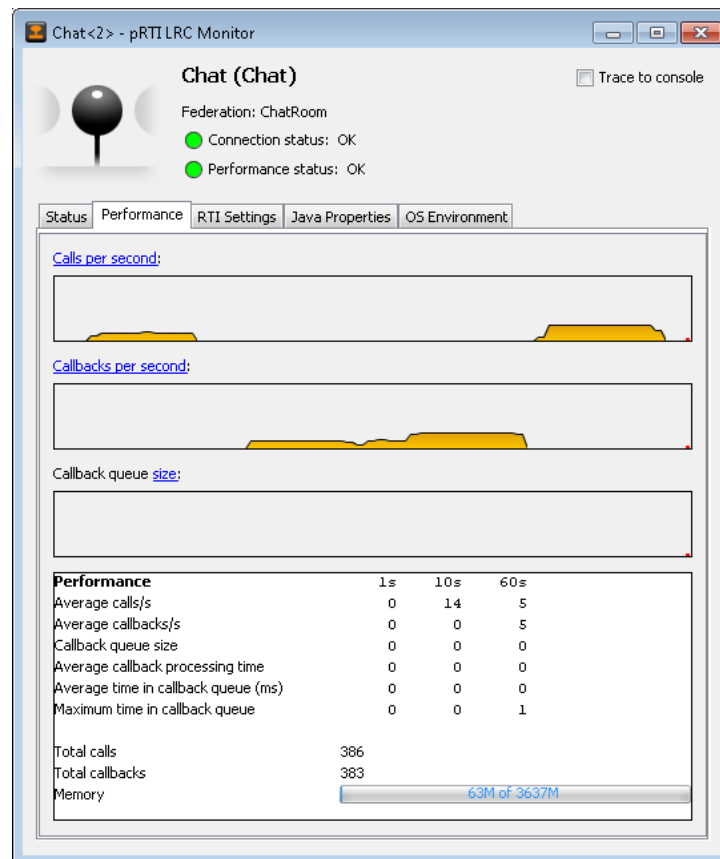 Chat<2> - pRTI LRC Monitor
Chat (Chat)
Trace to console
Federation: ChatRoom
Connection status: OK
Performance status: OK
Status Performance RTI Settings Java Properties OS Environment
Calls per second:
Callbacks per second:
Callback queue size:
Performance 1s 10s 60s
Average calls/s 0 14 5
Average callbacks/s 0 0 5
Callback queue size 0 0 0
Average callback processing time 0 0 0
Average time in callback queue (ms) 0 0 0
Maximum time in callback queue 0 0 1
Total calls 386
Total callbacks 383
Memory 63M of 3637M